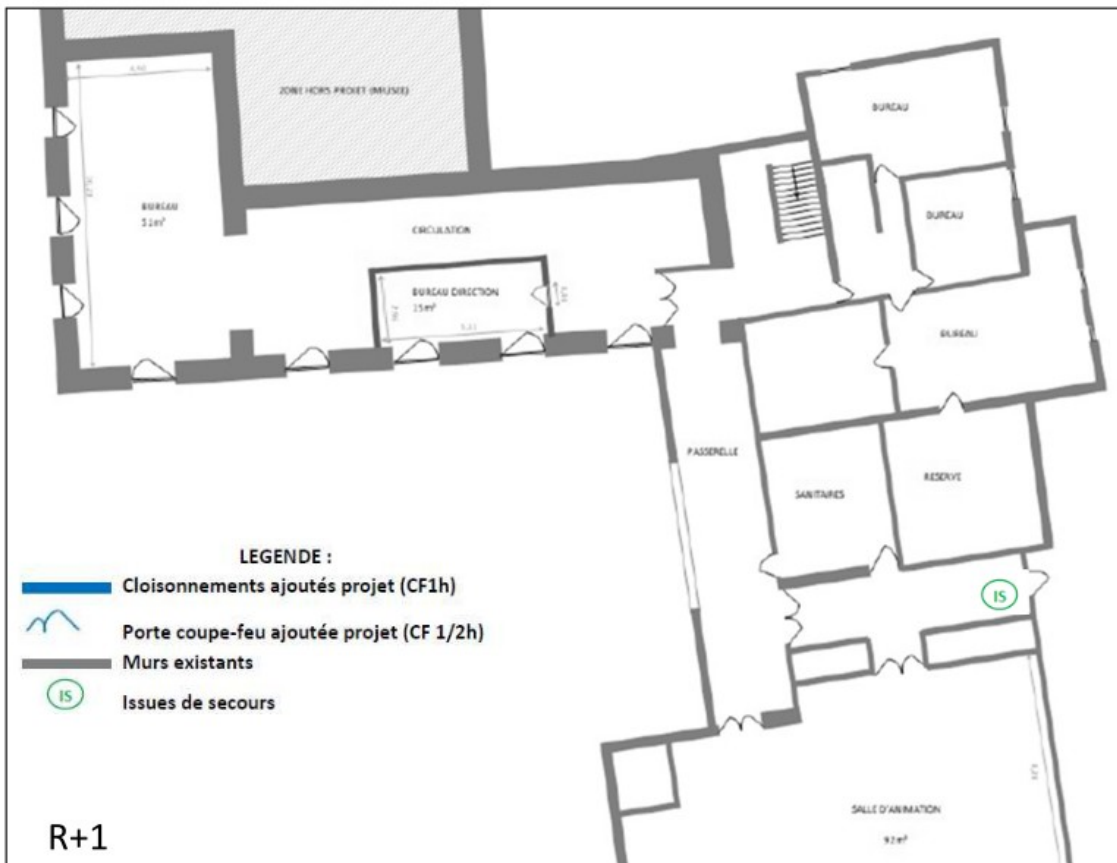 ZONE HORS PROJET (MUSEE)
BUREAU
BUREAU
51m²
BUREAU
CIRCULATION
BUREAU DIRECTION
15m²
BUREAU
PASSERELLE
SANITAIRES
RESERVE
LEGENDE :
Cloisonnements ajoutés projet (CF1h)
Porte coupe-feu ajoutée projet (CF 1/2h)
Murs existants
IS
Issues de secours
IS
SALLE D'ANIMATION
92m²
R+1